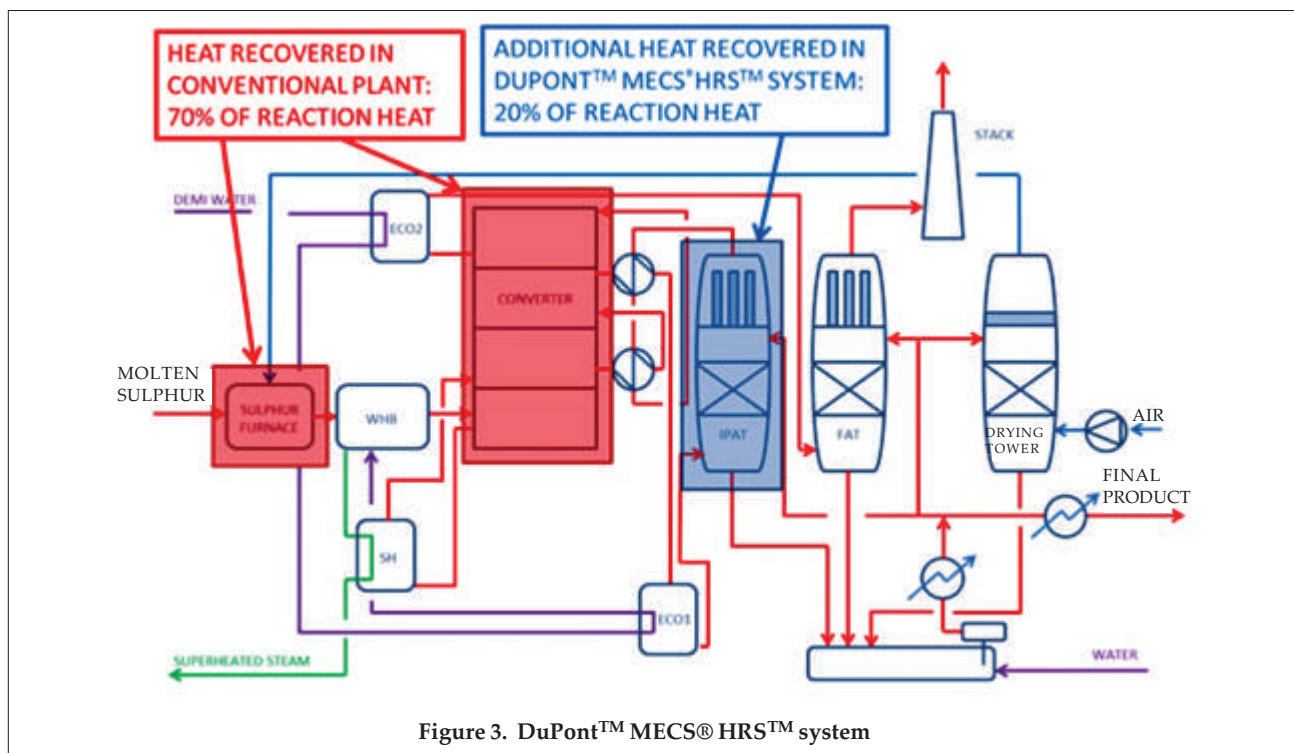 HEAT RECOVERED IN
CONVENTIONAL PLANT:
70% OF REACTION HEAT
ADDITIONAL HEAT RECOVERED IN
DUPONT™ MECS®HRS™ SYSTEM:
20% OF REACTION HEAT
STACK
DEMI WATER
ECO2
CONVERTER
MOLTEN
SULPHUR
SULPHUR
FURNACE
WHB
IPAT
FAT
DRYING
TOWER
AIR
FINAL
PRODUCT
SH
ECO1
SUPERHEATED STEAM
WATER
Figure 3. DuPont™ MECS® HRS™ system